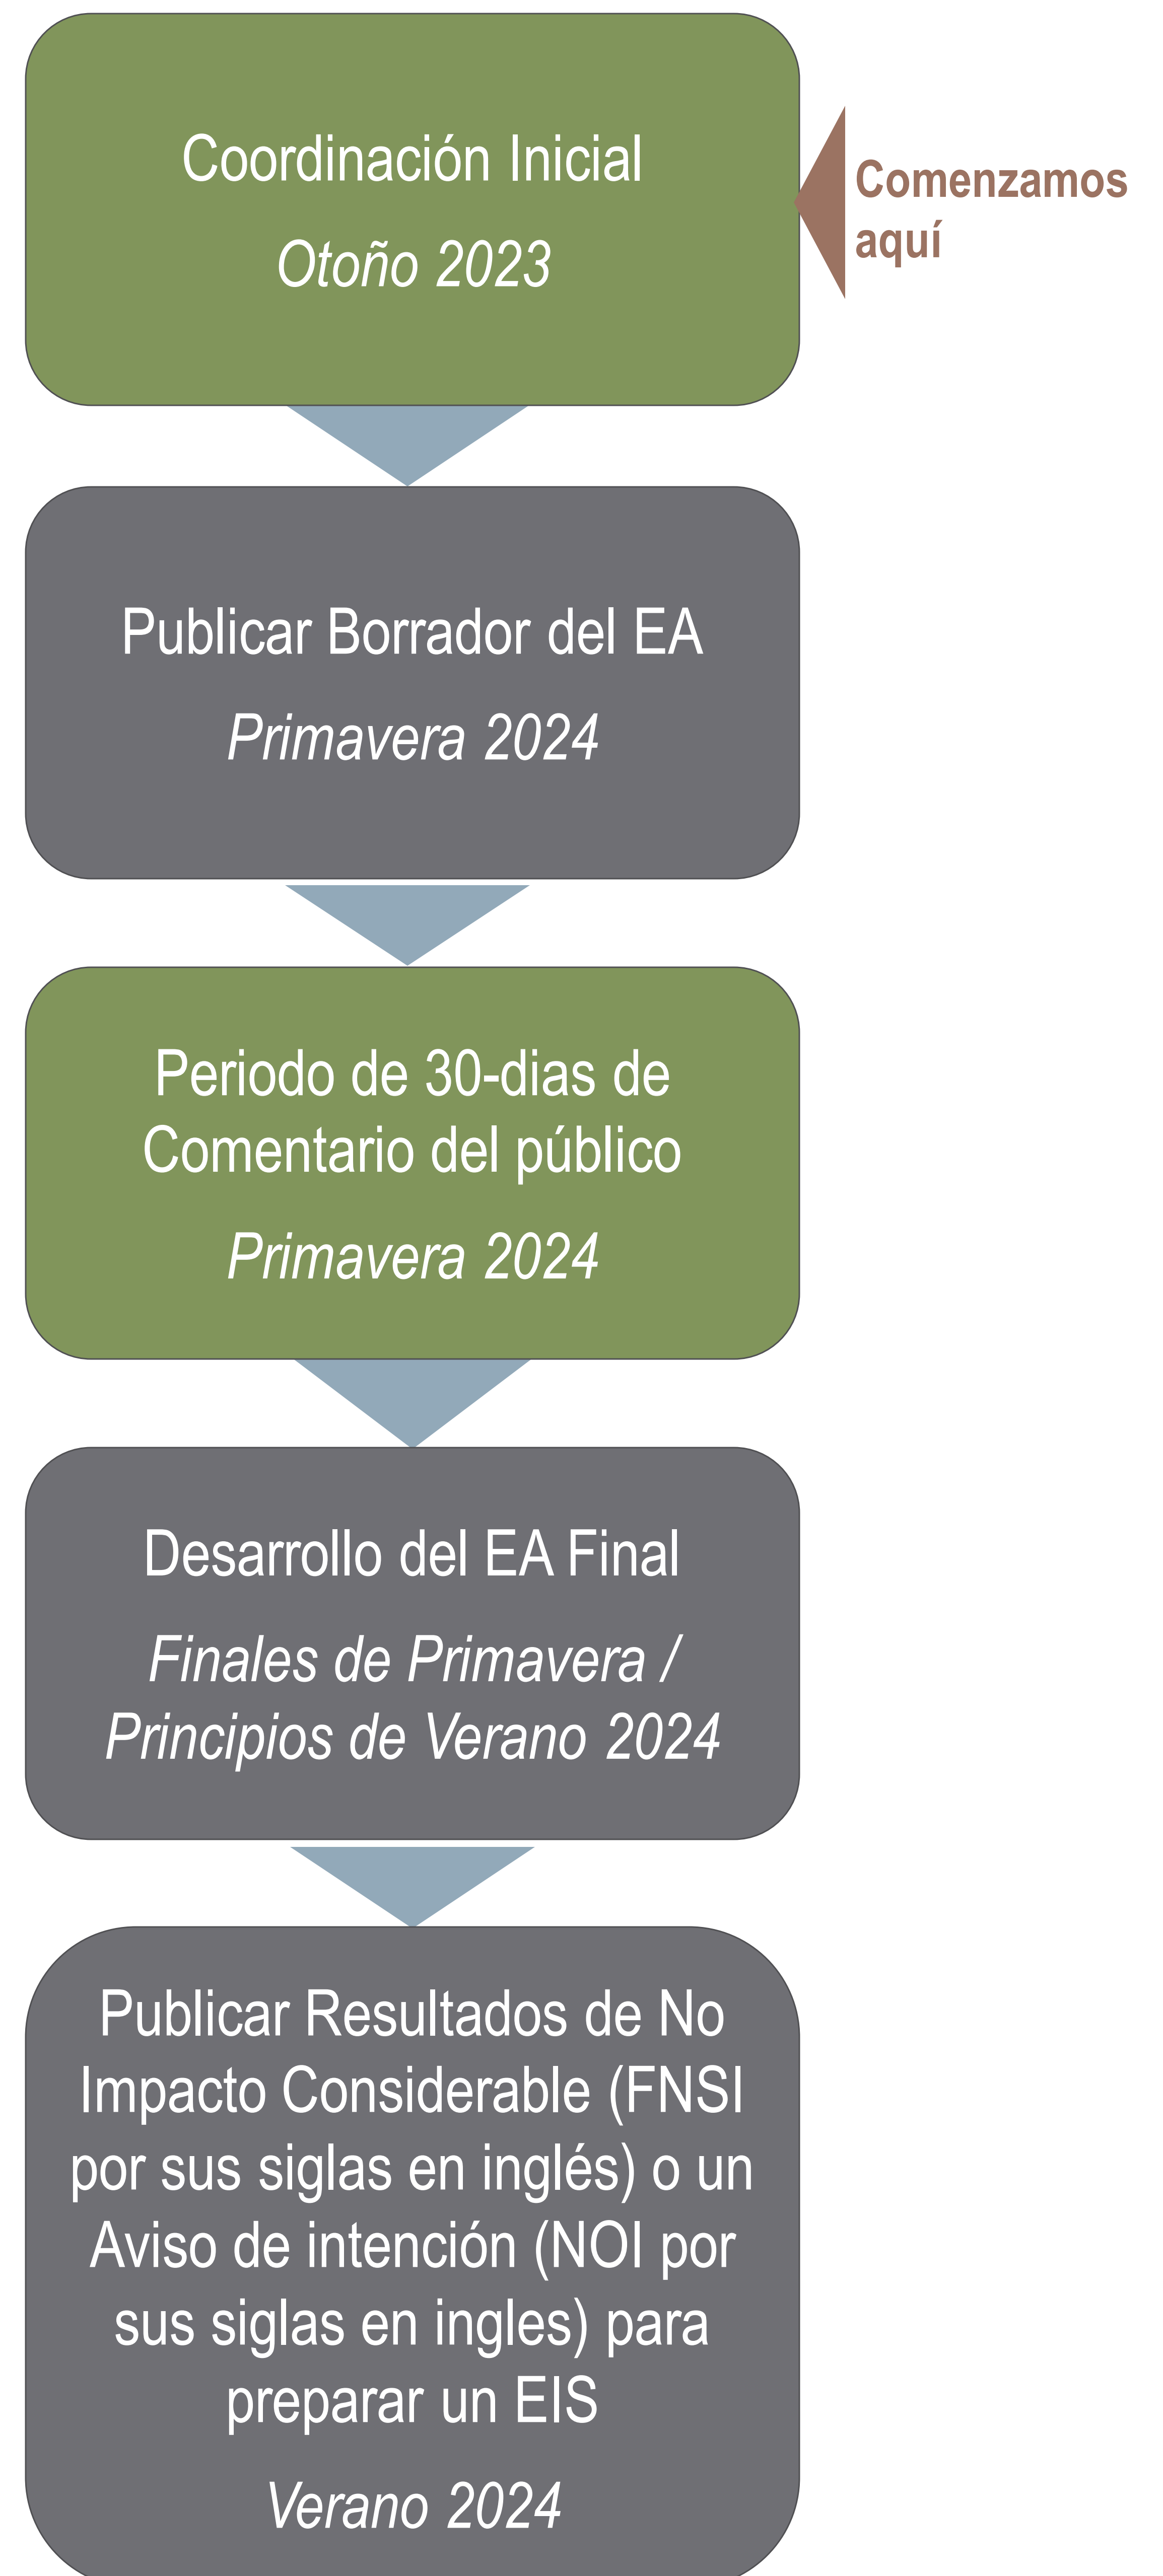 Coordinación Inicial
Otoño 2023
Comenzamos
aquí
Publicar Borrador del EA
Primavera 2024
Periodo de 30-dias de
Comentario del público
Primavera 2024
Desarrollo del EA Final
Finales de Primavera /
Principios de Verano 2024
Publicar Resultados de No
Impacto Considerable (FNSI
por sus siglas en inglés) o un
Aviso de intención (NOI por
sus siglas en ingles) para
preparar un EIS
Verano 2024